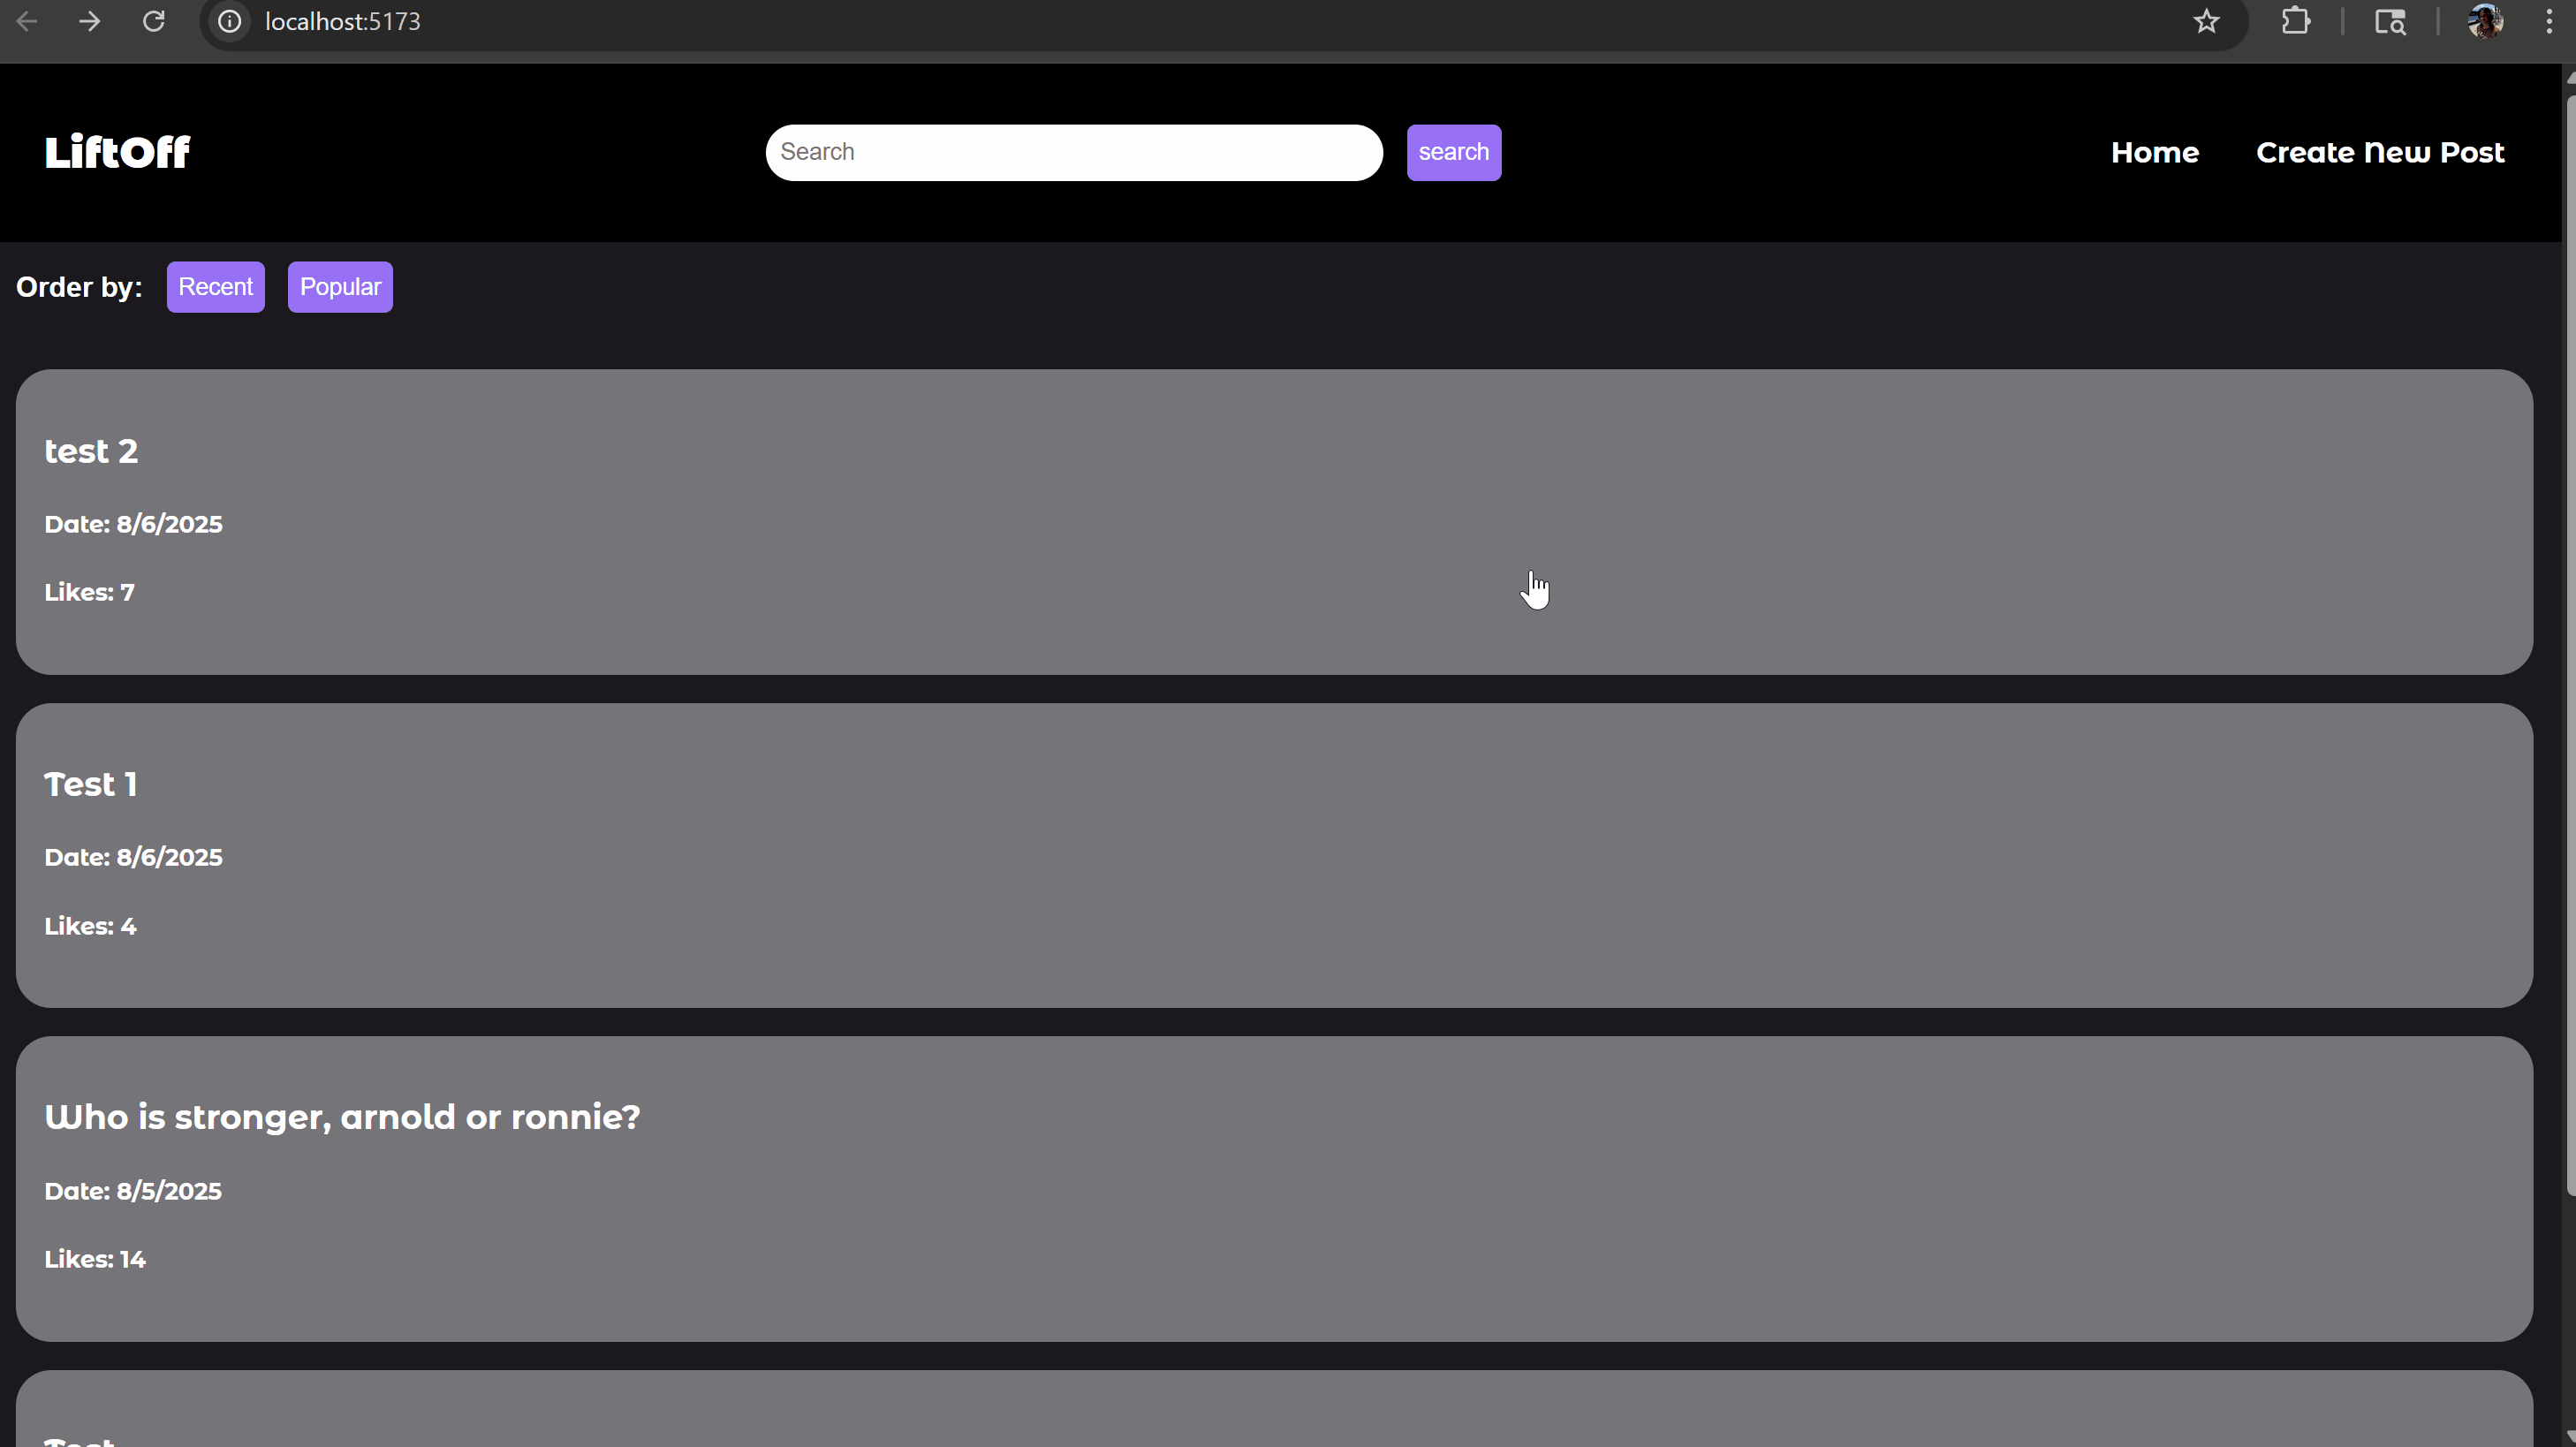 localhost:5173
LiftOff
Search
search
Home
Create New Post
Order by:
Recent
Popular
test 2
Date: 8/6/2025
Likes: 7
Test 1
Date: 8/6/2025
Likes: 4
Who is stronger, arnold or ronnie?
Date: 8/5/2025
Likes: 14
Test